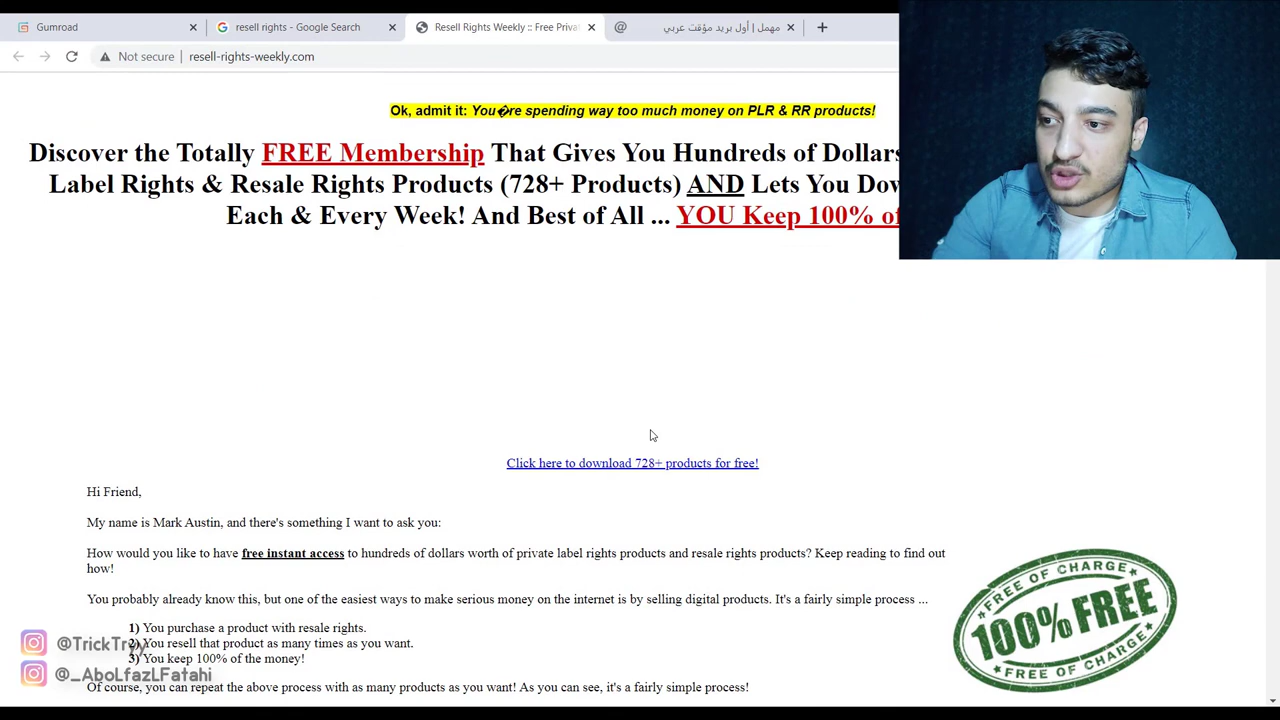 Gumroad
resell rights - Google Search
Resell Rights Weekly :: Free Priva
مهمل | أول بريد مؤقت عربي
Not secure
resell-rights-weekly.com
Ok, admit it: You�re spending way too much money on PLR & RR products!
Discover the Totally FREE Membership That Gives You Hundreds of Dollars
Label Rights & Resale Rights Products (728+ Products) AND Lets You Dow
Each & Every Week! And Best of All ... YOU Keep 100% of
Click here to download 728+ products for free!
Hi Friend,
My name is Mark Austin, and there's something I want to ask you:
How would you like to have free instant access to hundreds of dollars worth of private label rights products and resale rights products? Keep reading to find out
how!
You probably already know this, but one of the easiest ways to make serious money on the internet is by selling digital products. It's a fairly simple process ...
1) You purchase a product with resale rights.
2) You resell that product as many times as you want.
3) You keep 100% of the money!
Of course, you can repeat the above process with as many products as you want! As you can see, it's a fairly simple process!
FREE OF CHARGE
100% FREE
FREE OF CHARGE
@_AboLfazLFatahi